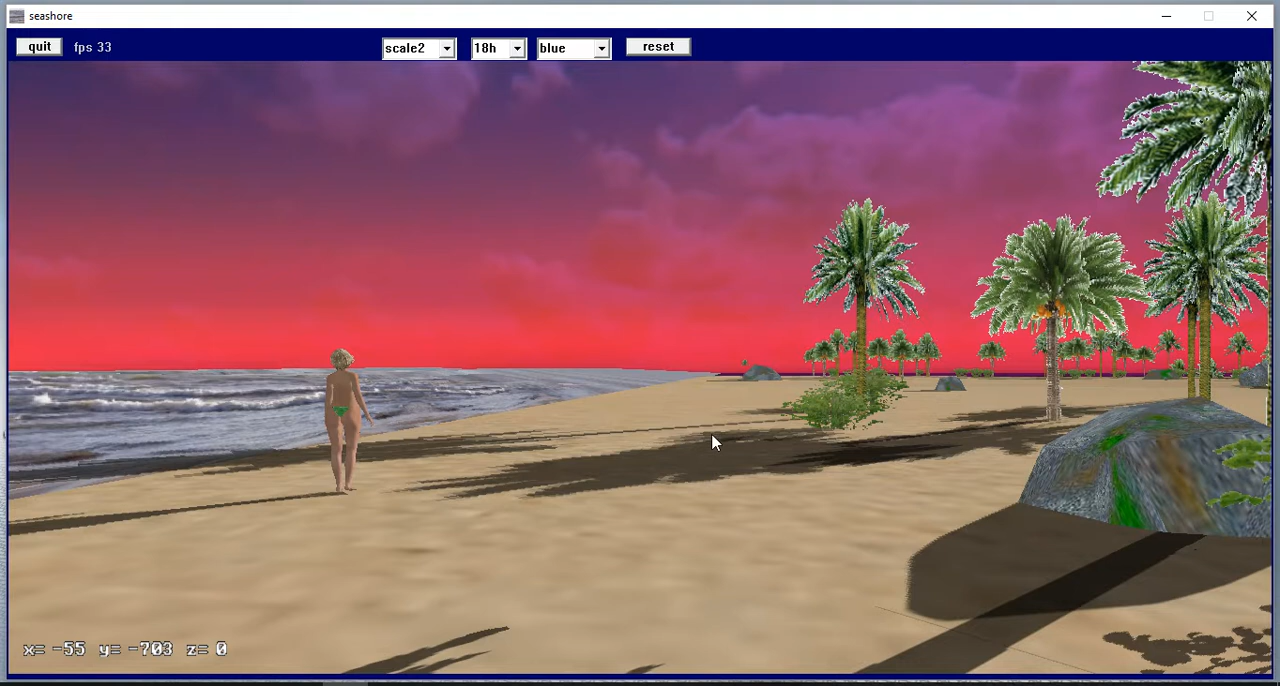 seashore
quit fps 33 scale2 18h blue reset
x= -55 y= -703 z= 0